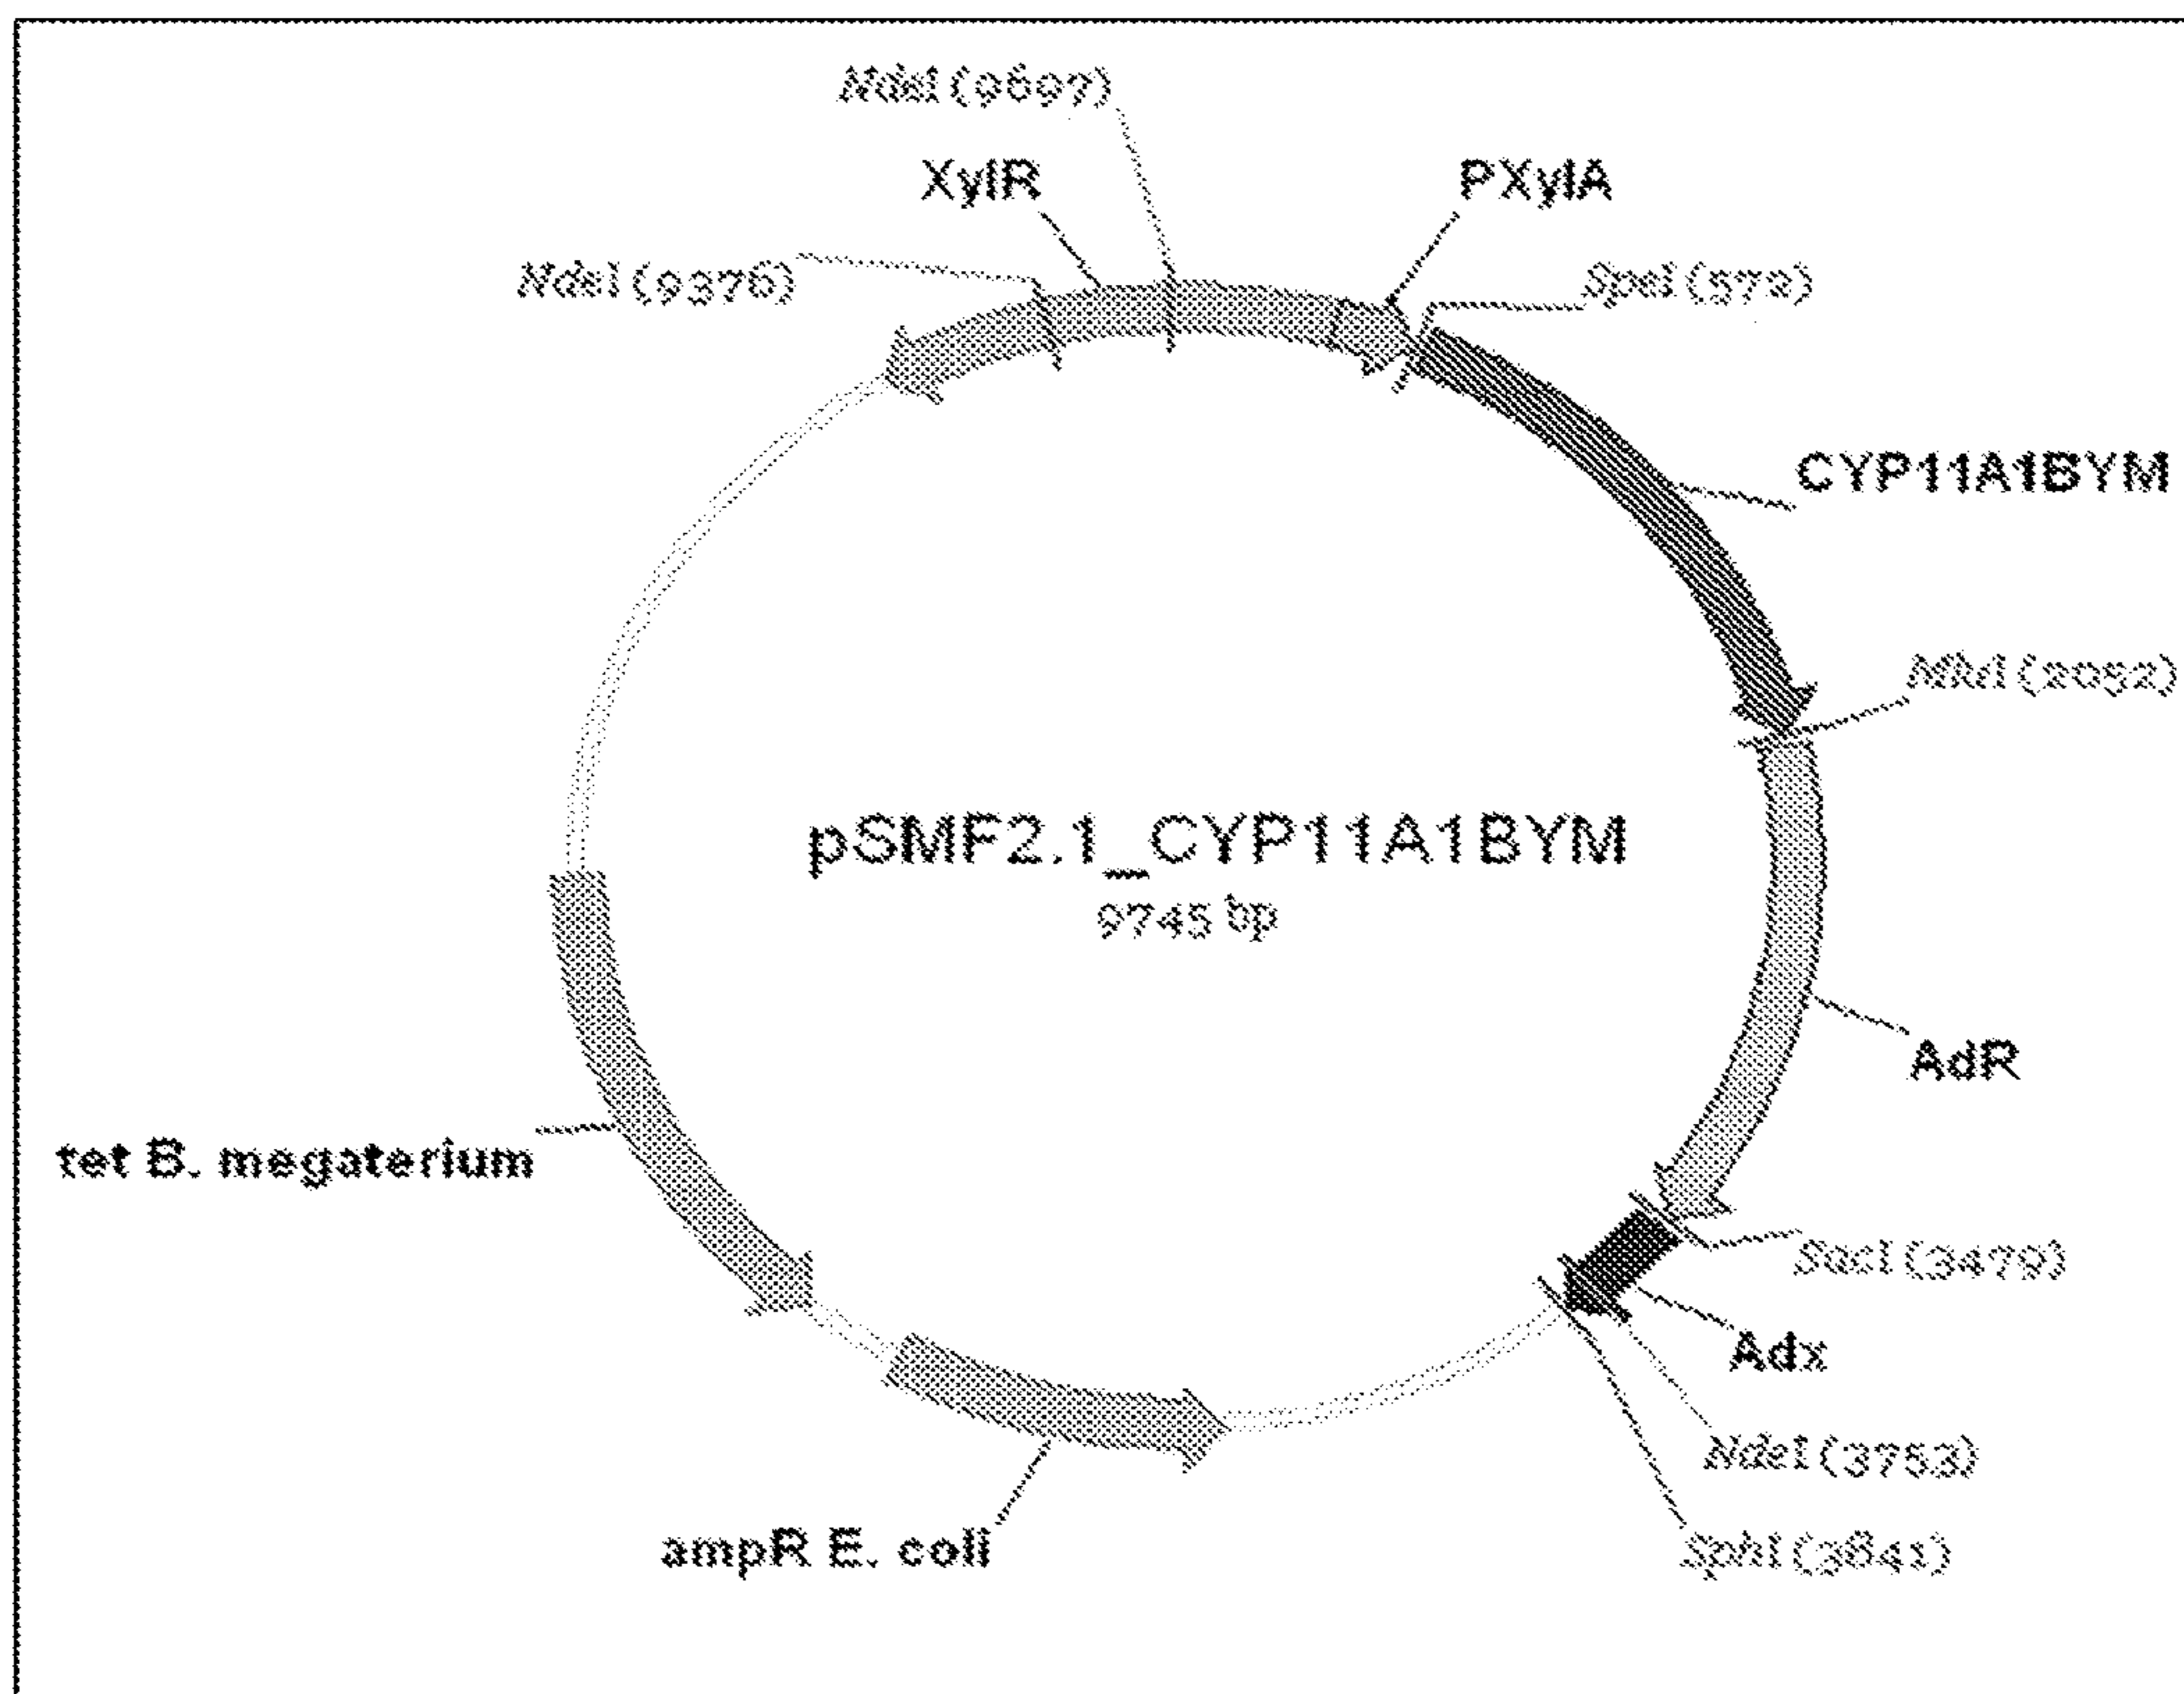 NdeI (9697)
XylR
PXylA
NdeI (9376)
SpeI (572)
CYP11A1BYM
MluI (2052)
pSMF2.1_CYP11A1BYM
9745 bp
AdR
tet B. megaterium
SacI (3479)
Adx
NdeI (3753)
ampR E. coli
SphI (3841)